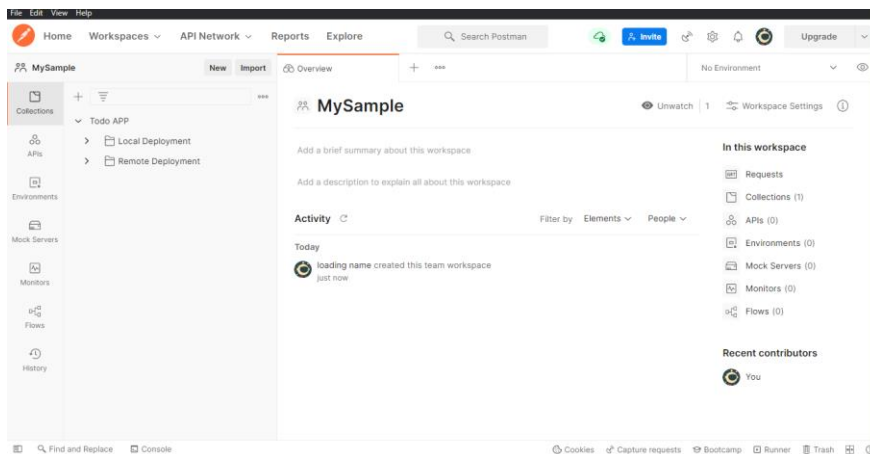 File Edit View Help
Home Workspaces API Network Reports Explore Search Postman Invite Upgrade
MySample New Import Overview No Environment
Collections
APIs
Environments
Mock Servers
Monitors
Flows
History
Todo APP
Local Deployment
Remote Deployment
MySample Unwatch 1 Workspace Settings
Add a brief summary about this workspace
Add a description to explain all about this workspace
Activity Filter by Elements People
Today
loading name created this team workspace
just now
In this workspace
GET Requests
Collections (1)
APIs (0)
Environments (0)
Mock Servers (0)
Monitors (0)
Flows (0)
Recent contributors
You
Find and Replace Console Cookies Capture requests Bootcamp Runner Trash